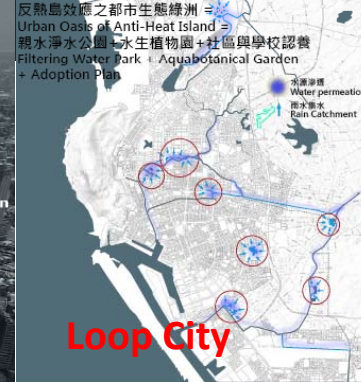 反熱島效應之都市生態綠洲 =
Urban Oasis of Anti-Heat Island =
親水淨水公園+水生植物園+社區與學校認養
Filtering Water Park + Aquabotanical Garden
+ Adoption Plan
水源滲透
Water permeatio
雨水集水
Rain Catchment
n
Loop City